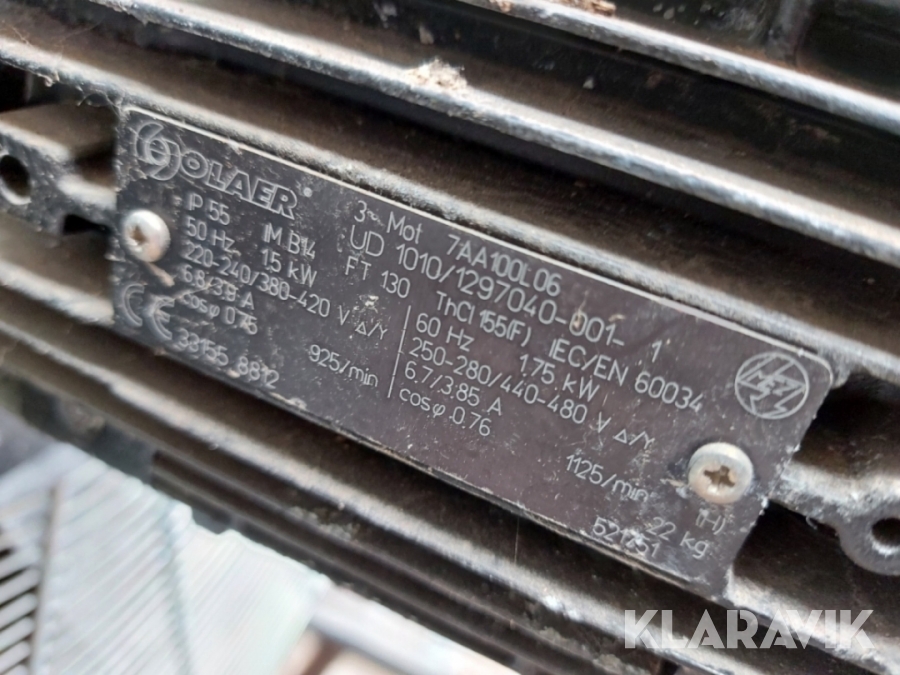 OLAER
3~ Mot 7AA100L06
UD 1010/1297040-001- 1
IP 55 IM.B14 FT 130 ThCl 155(F) IEC/EN 60034
50 Hz 1,5 kW
220-240/380-420 V Δ/Y
6.8/3.9 A
cosφ 0.76 925/min
60 Hz 1,75 kW
250-280/440-480 V Δ/Y
6.7/3.85 A
cosφ 0.76 1125/min
CE CE 33155 8812
(H)
22 kg
521251
KLARAVIK